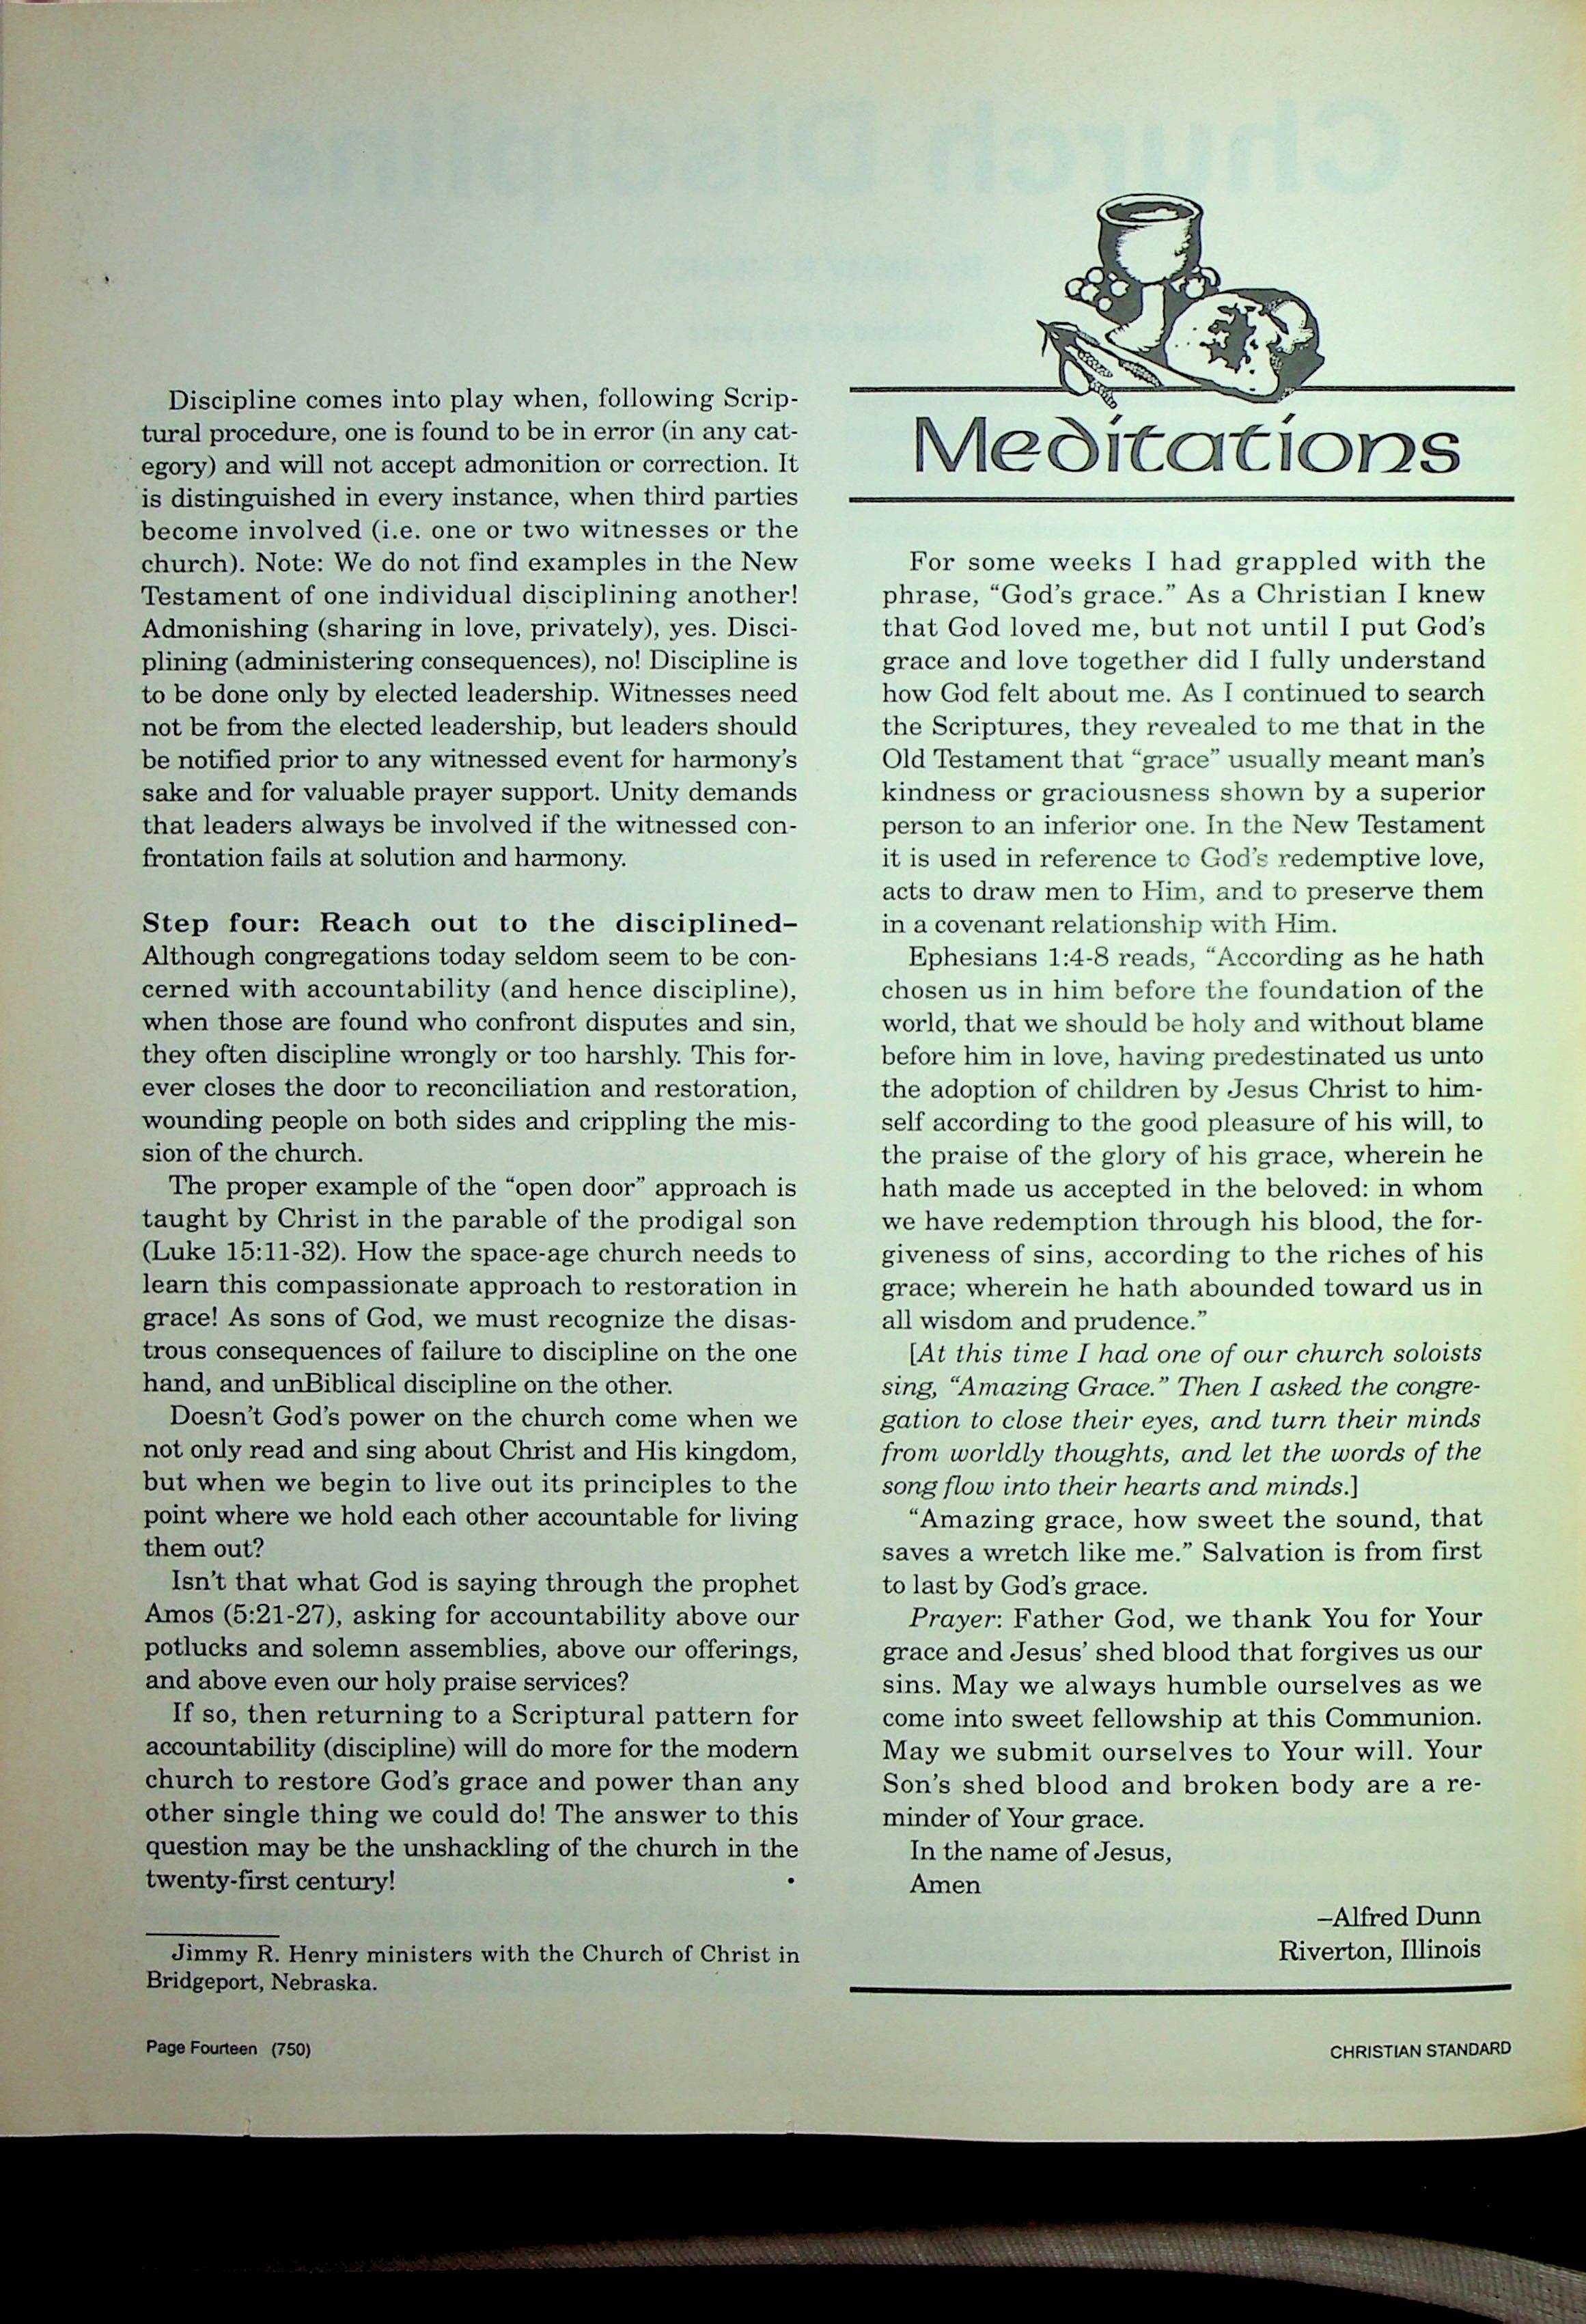 Discipline comes into play when, following Scrip-
tural procedure, one is found to be in error (in any cat-
egory) and will not accept admonition or correction. It
is distinguished in every instance, when third parties
become involved (i.e. one or two witnesses or the
church). Note: We do not find examples in the New
Testament of one individual disciplining another!
Admonishing (sharing in love, privately), yes. Disci-
plining (administering consequences), no! Discipline is
to be done only by elected leadership. Witnesses need
not be from the elected leadership, but leaders should
be notified prior to any witnessed event for harmony's
sake and for valuable prayer support. Unity demands
that leaders always be involved if the witnessed con-
frontation fails at solution and harmony.
Step four: Reach out to the disciplined–
Although congregations today seldom seem to be con-
cerned with accountability (and hence discipline),
when those are found who confront disputes and sin,
they often discipline wrongly or too harshly. This for-
ever closes the door to reconciliation and restoration,
wounding people on both sides and crippling the mis-
sion of the church.
The proper example of the "open door" approach is
taught by Christ in the parable of the prodigal son
(Luke 15:11-32). How the space-age church needs to
learn this compassionate approach to restoration in
grace! As sons of God, we must recognize the disas-
trous consequences of failure to discipline on the one
hand, and unBiblical discipline on the other.
Doesn't God's power on the church come when we
not only read and sing about Christ and His kingdom,
but when we begin to live out its principles to the
point where we hold each other accountable for living
them out?
Isn't that what God is saying through the prophet
Amos (5:21-27), asking for accountability above our
potlucks and solemn assemblies, above our offerings,
and above even our holy praise services?
If so, then returning to a Scriptural pattern for
accountability (discipline) will do more for the modern
church to restore God's grace and power than any
other single thing we could do! The answer to this
question may be the unshackling of the church in the
twenty-first century! •
Jimmy R. Henry ministers with the Church of Christ in
Bridgeport, Nebraska.
Meditations
For some weeks I had grappled with the
phrase, "God's grace." As a Christian I knew
that God loved me, but not until I put God's
grace and love together did I fully understand
how God felt about me. As I continued to search
the Scriptures, they revealed to me that in the
Old Testament that "grace" usually meant man's
kindness or graciousness shown by a superior
person to an inferior one. In the New Testament
it is used in reference to God's redemptive love,
acts to draw men to Him, and to preserve them
in a covenant relationship with Him.
Ephesians 1:4-8 reads, "According as he hath
chosen us in him before the foundation of the
world, that we should be holy and without blame
before him in love, having predestinated us unto
the adoption of children by Jesus Christ to him-
self according to the good pleasure of his will, to
the praise of the glory of his grace, wherein he
hath made us accepted in the beloved: in whom
we have redemption through his blood, the for-
giveness of sins, according to the riches of his
grace; wherein he hath abounded toward us in
all wisdom and prudence."
[At this time I had one of our church soloists
sing, "Amazing Grace." Then I asked the congre-
gation to close their eyes, and turn their minds
from worldly thoughts, and let the words of the
song flow into their hearts and minds.]
"Amazing grace, how sweet the sound, that
saves a wretch like me." Salvation is from first
to last by God's grace.
Prayer: Father God, we thank You for Your
grace and Jesus' shed blood that forgives us our
sins. May we always humble ourselves as we
come into sweet fellowship at this Communion.
May we submit ourselves to Your will. Your
Son's shed blood and broken body are a re-
minder of Your grace.
In the name of Jesus,
Amen
–Alfred Dunn
Riverton, Illinois
Page Fourteen (750)
CHRISTIAN STANDARD